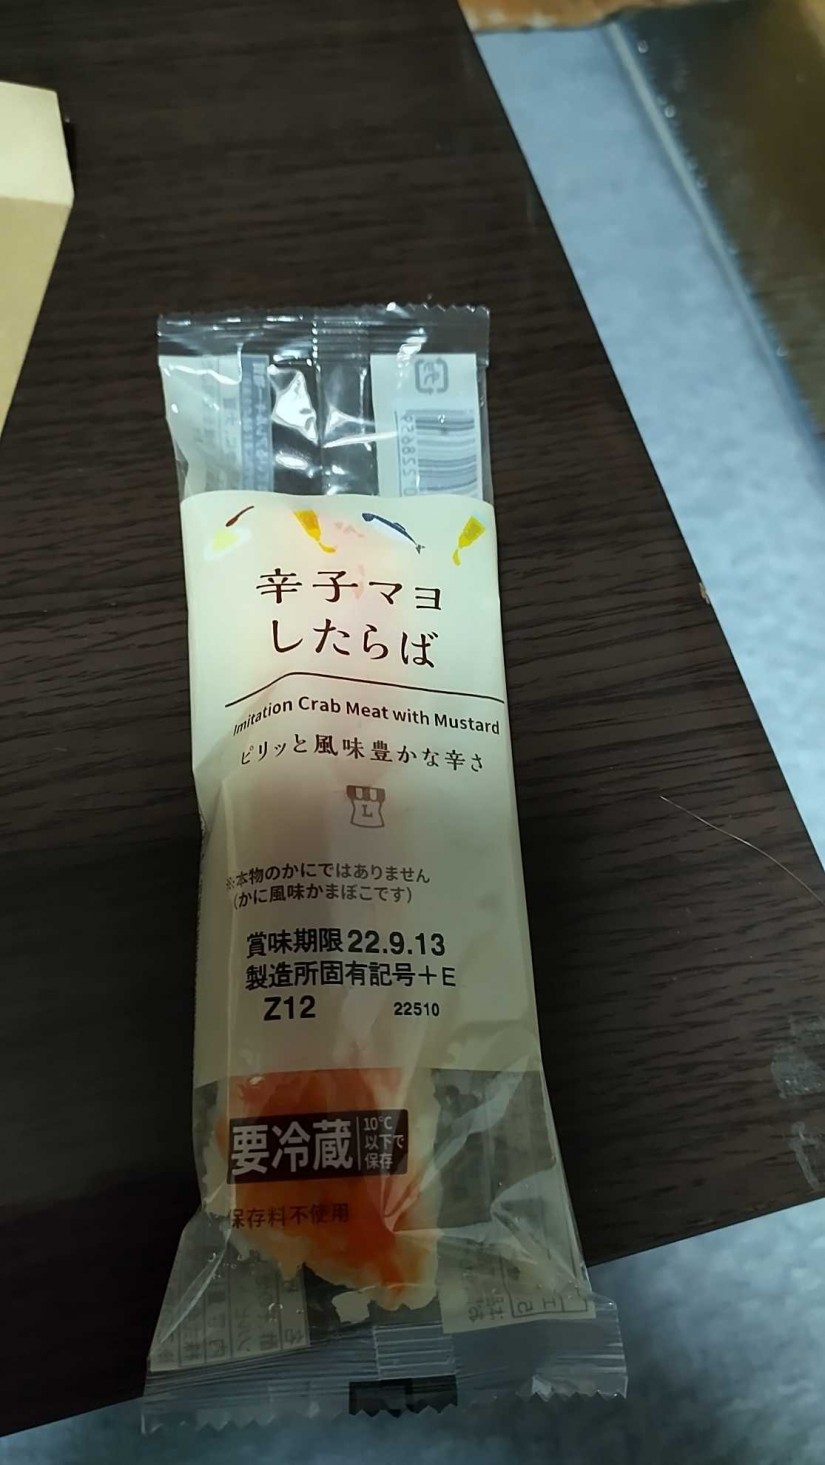 辛子マヨ
したらば
Imitation Crab Meat with Mustard
ピリッと風味豊かな辛さ
L
※本物のかにではありません
(かに風味かまぼこです)
賞味期限22.9.13
製造所固有記号+E
Z12 22510
要冷蔵
10℃
以下で
保存
保存料不使用